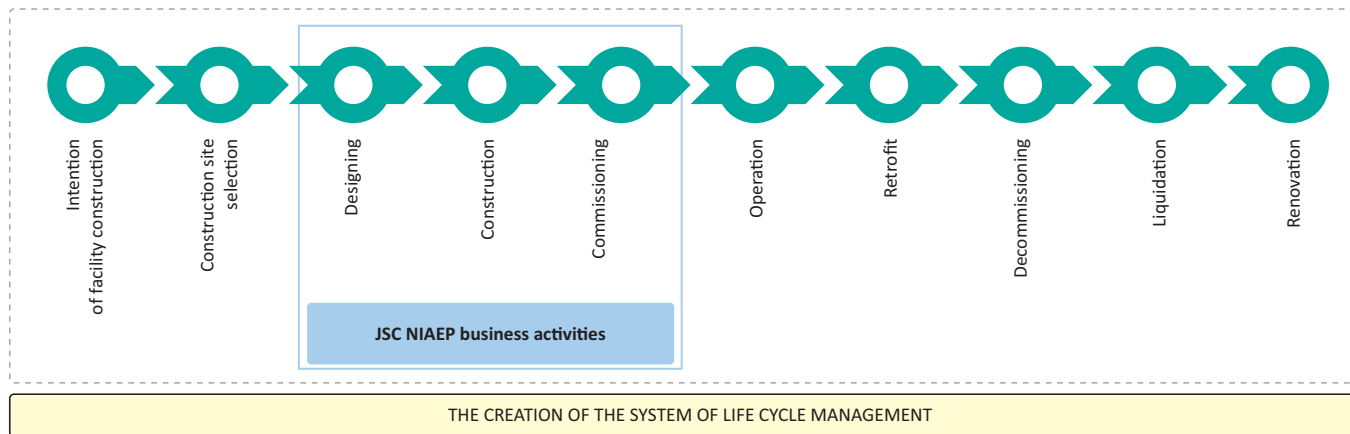 Intention
of facility construction
Construction site
selection
Designing
Construction
Commissioning
Operation
Retrofit
Decommissioning
Liquidation
Renovation
JSC NIAEP business activities
THE CREATION OF THE SYSTEM OF LIFE CYCLE MANAGEMENT